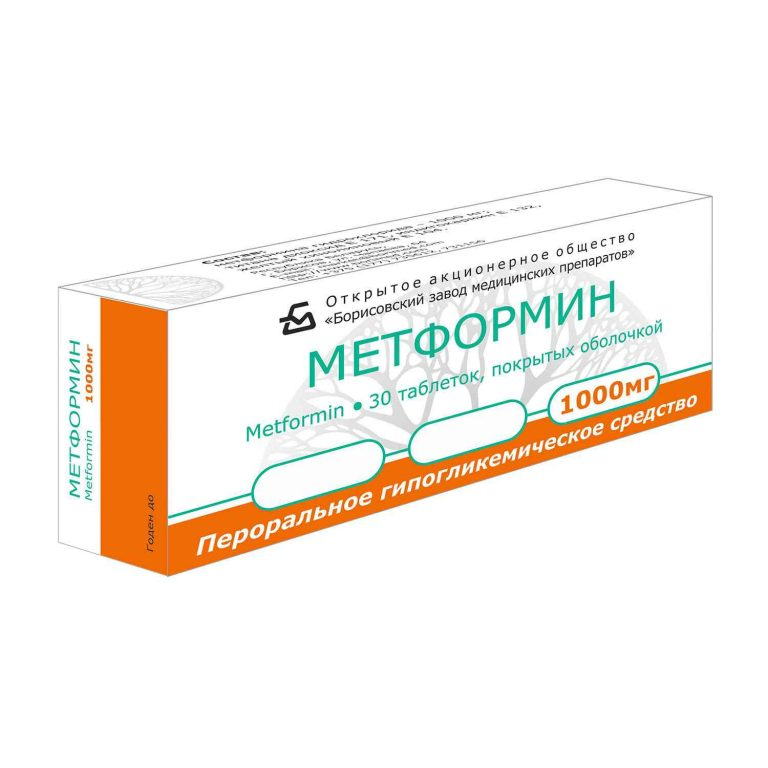 Состав:
Открытое акционерное общество
«Борисовский завод медицинских препаратов»
МЕТФОРМИН
Metformin • 30 таблеток, покрытых оболочкой
1000мг
Пероральное гипогликемическое средство
МЕТФОРМИН
Metformin 1000мг
Годен до